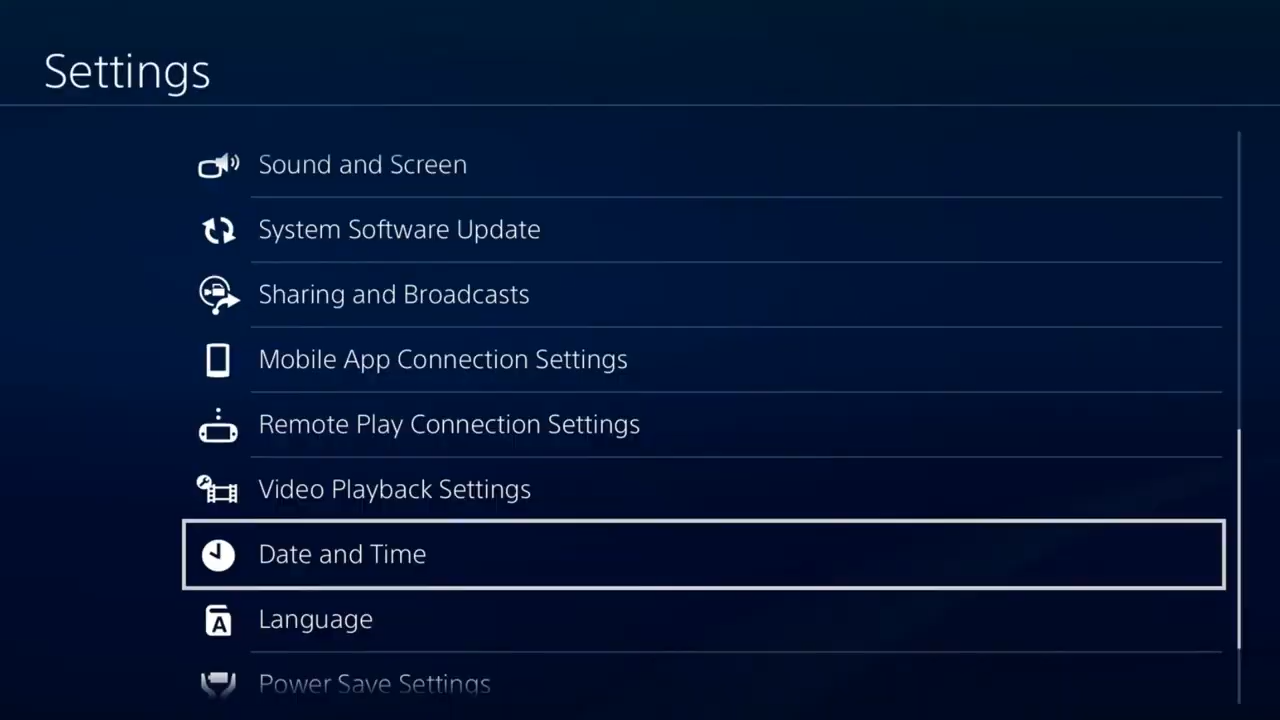 Settings
Sound and Screen
System Software Update
Sharing and Broadcasts
Mobile App Connection Settings
Remote Play Connection Settings
Video Playback Settings
Date and Time
Language
Power Save Settings